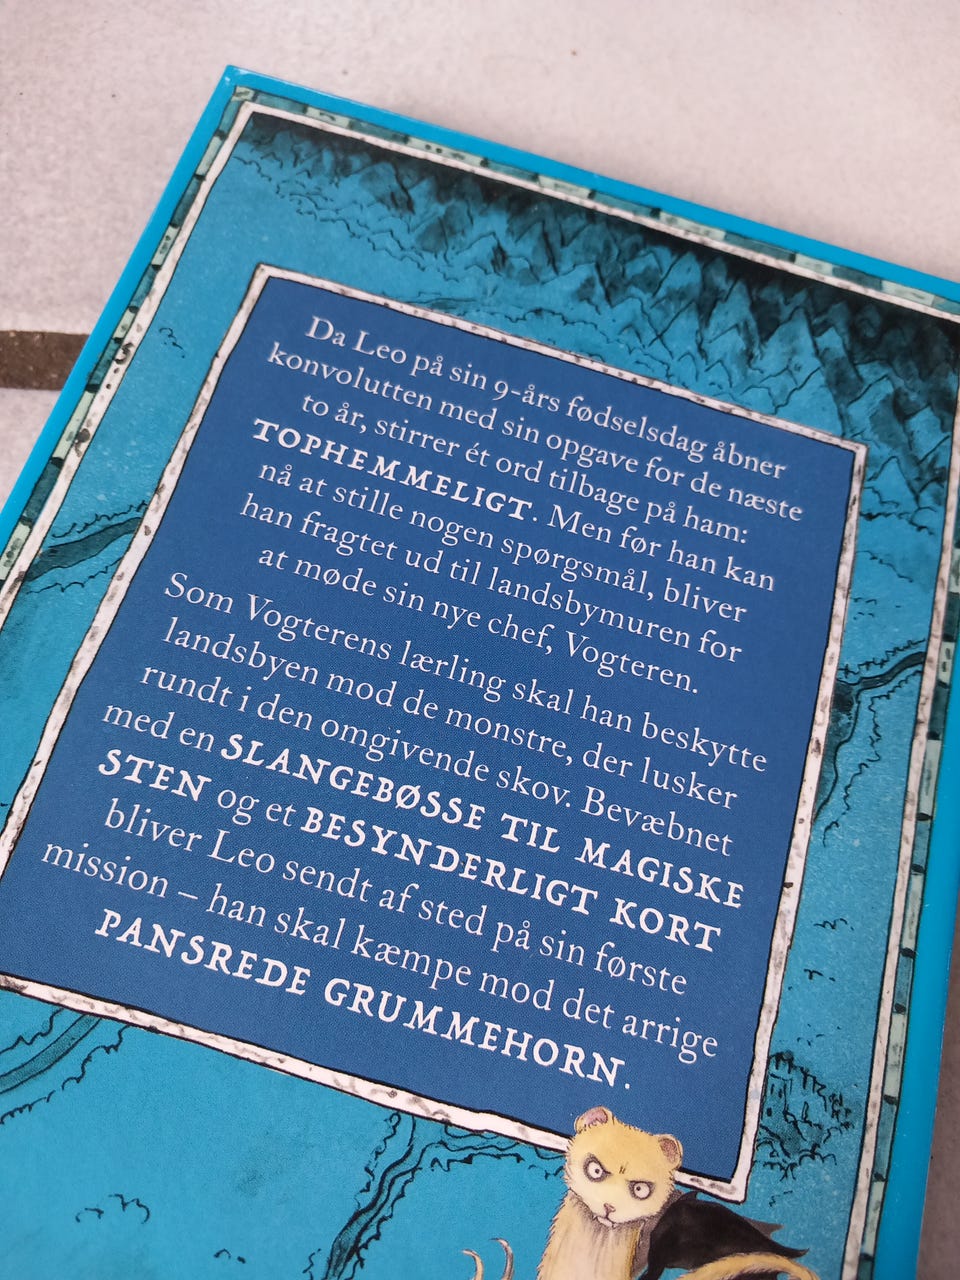 Da Leo på sin 9-års fødselsdag åbner
konvolutten med sin opgave for de næste
to år, stirrer ét ord tilbage på ham:
TOPHEMMELIGT. Men før han kan
nå at stille nogen spørgsmål, bliver
han fragtet ud til landsbymuren for
at møde sin nye chef, Vogteren.
Som Vogterens lærling skal han beskytte
landsbyen mod de monstre, der lusker
rundt i den omgivende skov. Bevæbnet
med en SLANGEBØSSE TIL MAGISKE
STEN og et BESYNDERLIGT KORT
bliver Leo sendt af sted på sin første
mission – han skal kæmpe mod det arrige
PANSREDE GRUMMEHORN.